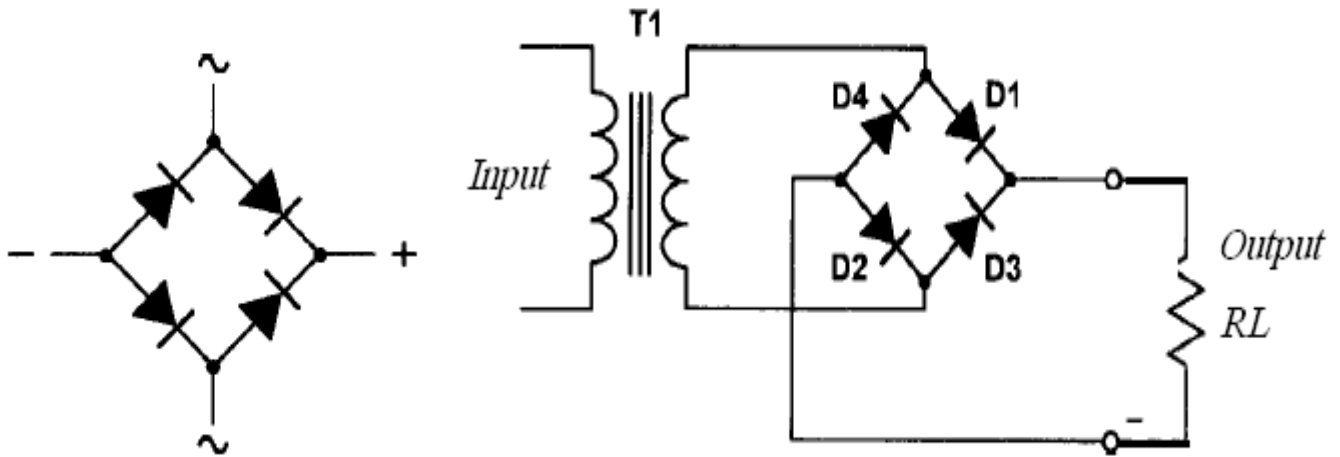 ~
-
+
~
T1
Input
D4
D1
D2
D3
Output
RL
-